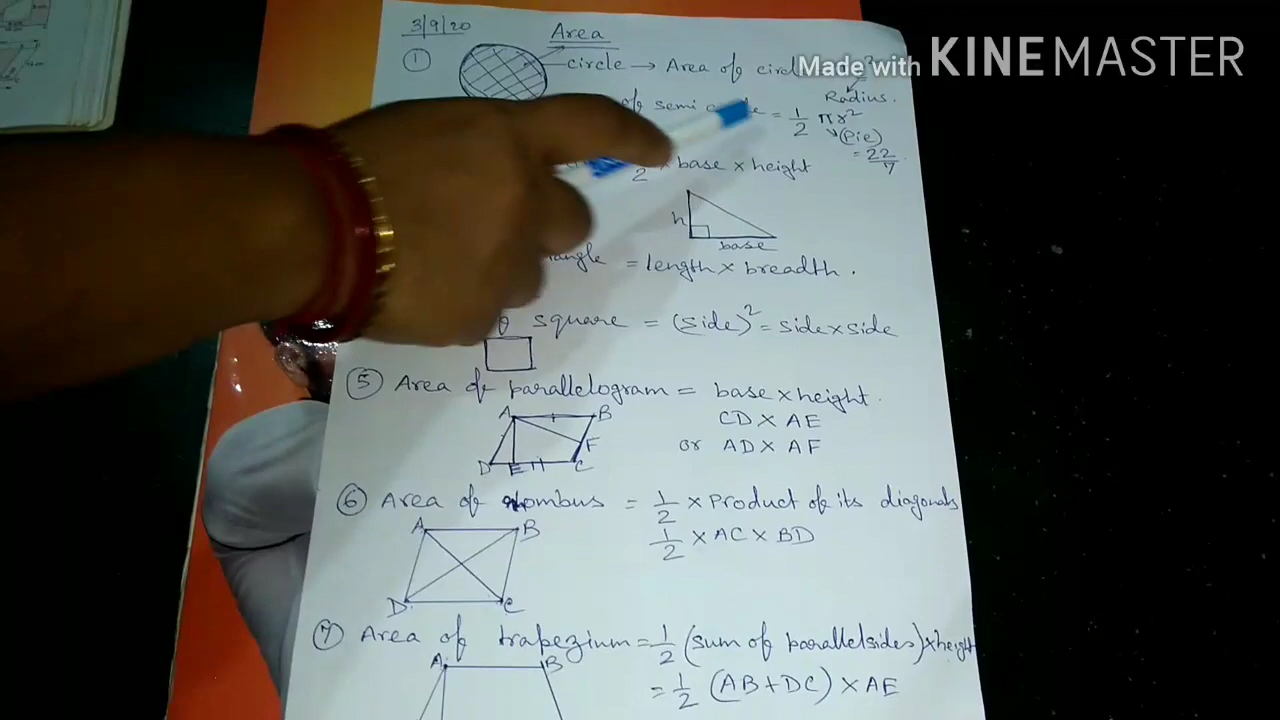 3/9/20
Area
Made with KINEMASTER
① circle → Area of circl
Radius.
of semi = 1/2 πr²
(Pie)
= 22/7
2 × base × height
h
base
angle = length × breadth.
square = (side)² = side × side
⑤ Area of parallelogram = base × height.
A B
CD × AE
F
or AD × AF
D E C
⑥ Area of rhombus = 1/2 × Product of its diagonals
A B
1/2 × AC × BD
D C
⑦ Area of trapezium = 1/2 (sum of parallelsides) × height
A B
= 1/2 (AB + DC) × AE